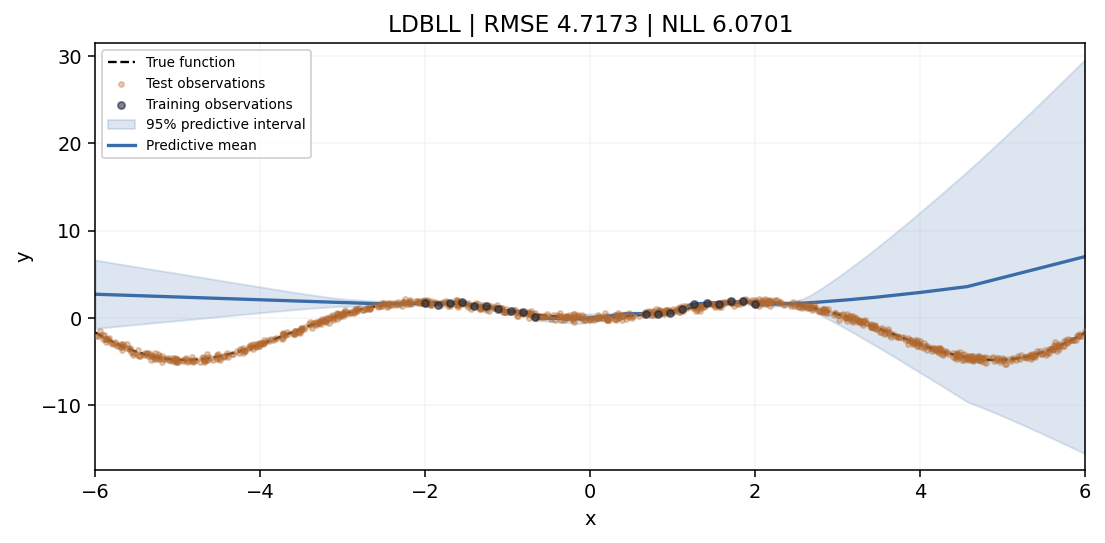 LDBLL | RMSE 4.7173 | NLL 6.0701
30
20
10
0
−10
y
True function
Test observations
Training observations
95% predictive interval
Predictive mean
−6 −4 −2 0 2 4 6
x